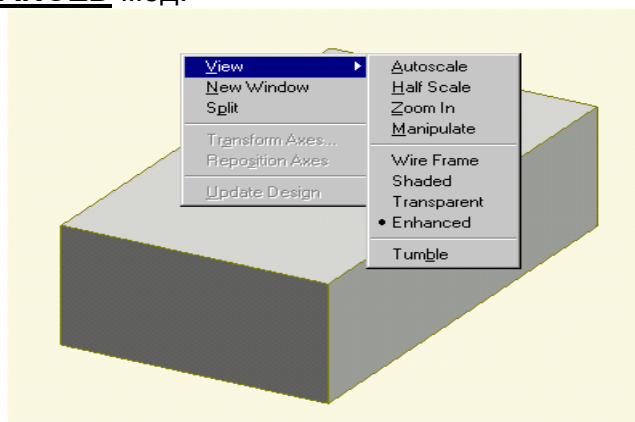 View
New Window
Split
Transform Axes...
Reposition Axes
Update Design
Autoscale
Half Scale
Zoom In
Manipulate
Wire Frame
Shaded
Transparent
• Enhanced
Tumble